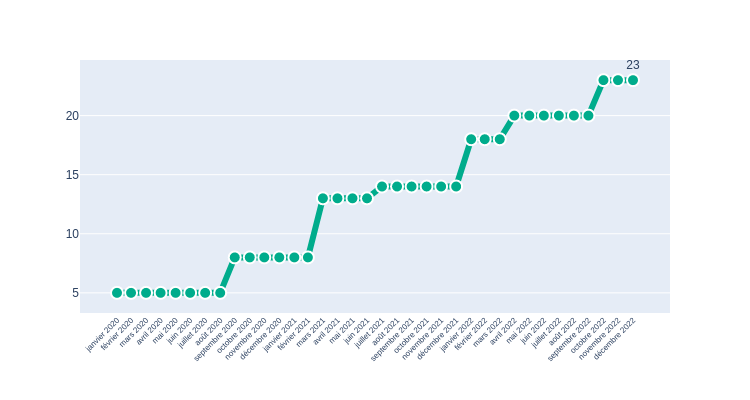 23
20
15
10
5
janvier 2020
février 2020
mars 2020
avril 2020
mai 2020
juin 2020
juillet 2020
août 2020
septembre 2020
octobre 2020
novembre 2020
décembre 2020
janvier 2021
février 2021
mars 2021
avril 2021
mai 2021
juin 2021
juillet 2021
août 2021
septembre 2021
octobre 2021
novembre 2021
décembre 2021
janvier 2022
février 2022
mars 2022
avril 2022
mai 2022
juin 2022
juillet 2022
août 2022
septembre 2022
octobre 2022
novembre 2022
décembre 2022